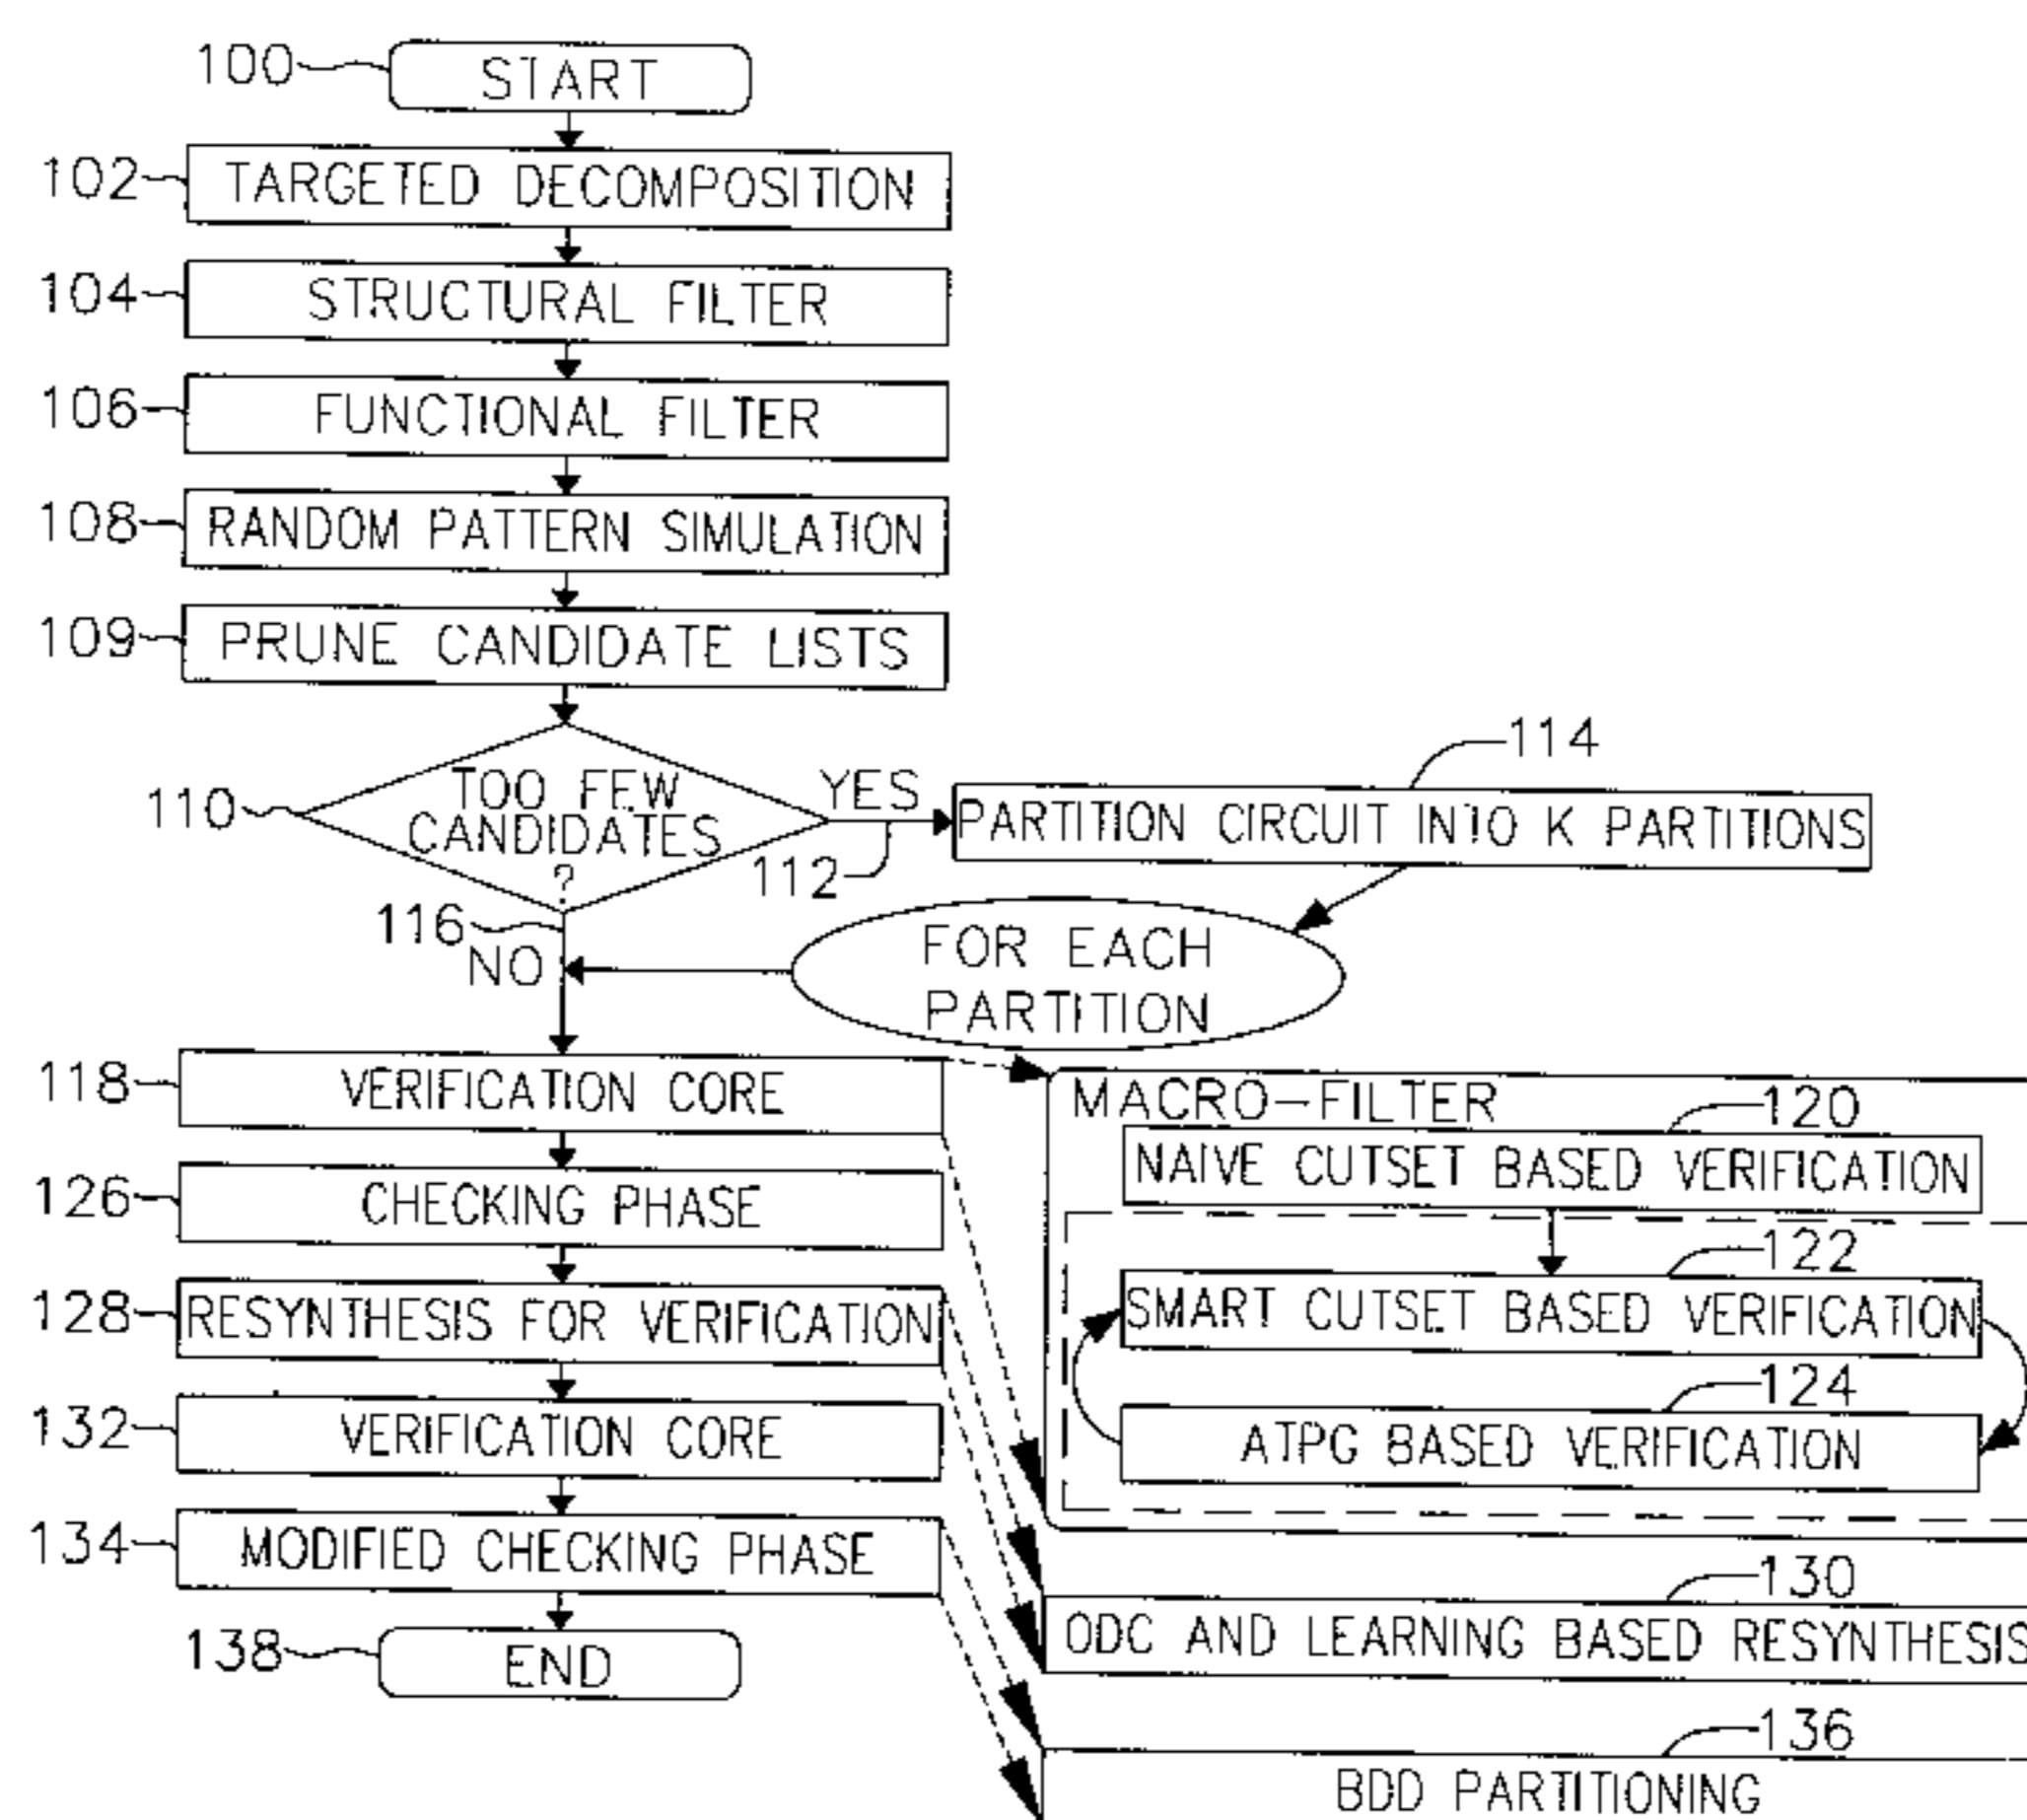 100
START
102
TARGETED DECOMPOSITION
104
STRUCTURAL FILTER
106
FUNCTIONAL FILTER
108
RANDOM PATTERN SIMULATION
109
PRUNE CANDIDATE LISTS
110
TOO FEW
CANDIDATES
?
YES
112
114
PARTITION CIRCUIT INTO K PARTITIONS
116
NO
FOR EACH
PARTITION
118
VERIFICATION CORE
MACRO-FILTER
120
NAIVE CUTSET BASED VERIFICATION
122
SMART CUTSET BASED VERIFICATION
124
ATPG BASED VERIFICATION
126
CHECKING PHASE
128
RESYNTHESIS FOR VERIFICATION
130
ODC AND LEARNING BASED RESYNTHESIS
132
VERIFICATION CORE
134
MODIFIED CHECKING PHASE
136
BDD PARTITIONING
138
END